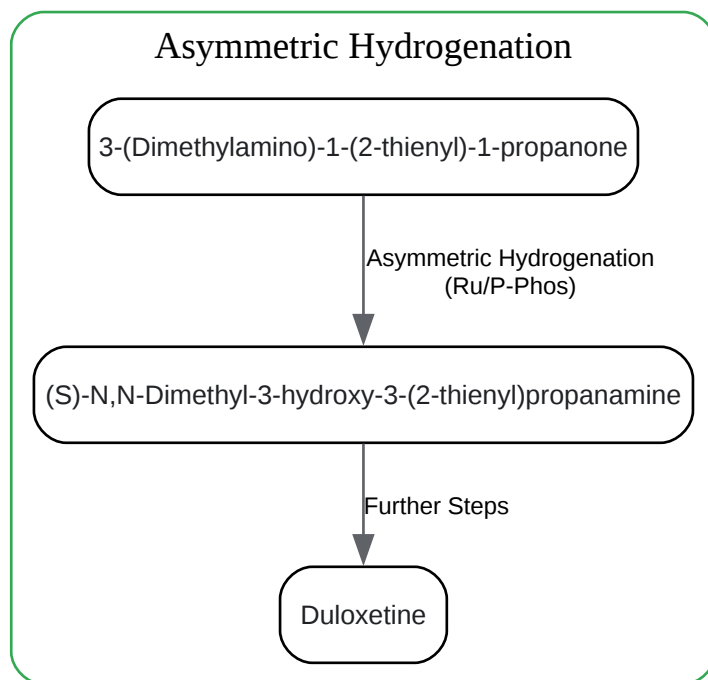 Asymmetric Hydrogenation
3-(Dimethylamino)-1-(2-thienyl)-1-propanone
Asymmetric Hydrogenation
(Ru/P-Phos)
(S)-N,N-Dimethyl-3-hydroxy-3-(2-thienyl)propanamine
Further Steps
Duloxetine